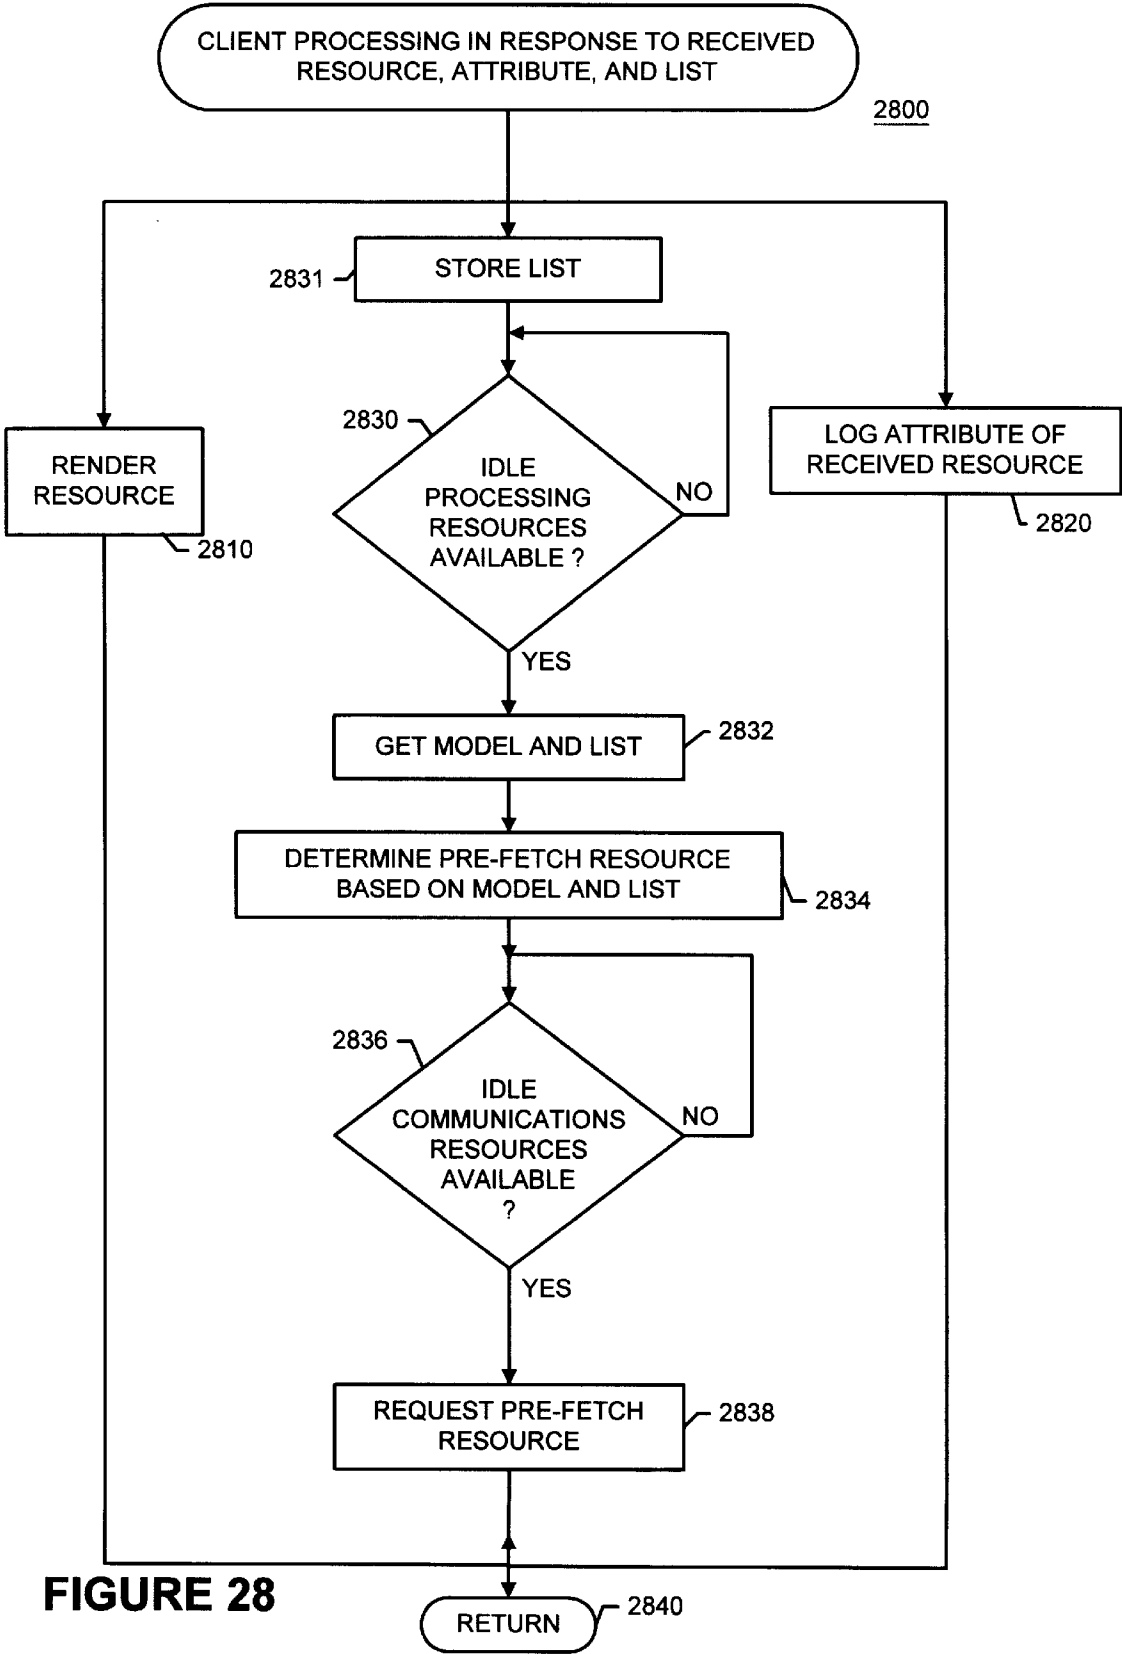 CLIENT PROCESSING IN RESPONSE TO RECEIVED
RESOURCE, ATTRIBUTE, AND LIST
2800
STORE LIST
2831
2830
IDLE
PROCESSING
RESOURCES
AVAILABLE ?
NO
YES
RENDER
RESOURCE
2810
LOG ATTRIBUTE OF
RECEIVED RESOURCE
2820
GET MODEL AND LIST
2832
DETERMINE PRE-FETCH RESOURCE
BASED ON MODEL AND LIST
2834
2836
IDLE
COMMUNICATIONS
RESOURCES
AVAILABLE
?
NO
YES
REQUEST PRE-FETCH
RESOURCE
2838
FIGURE 28
RETURN
2840